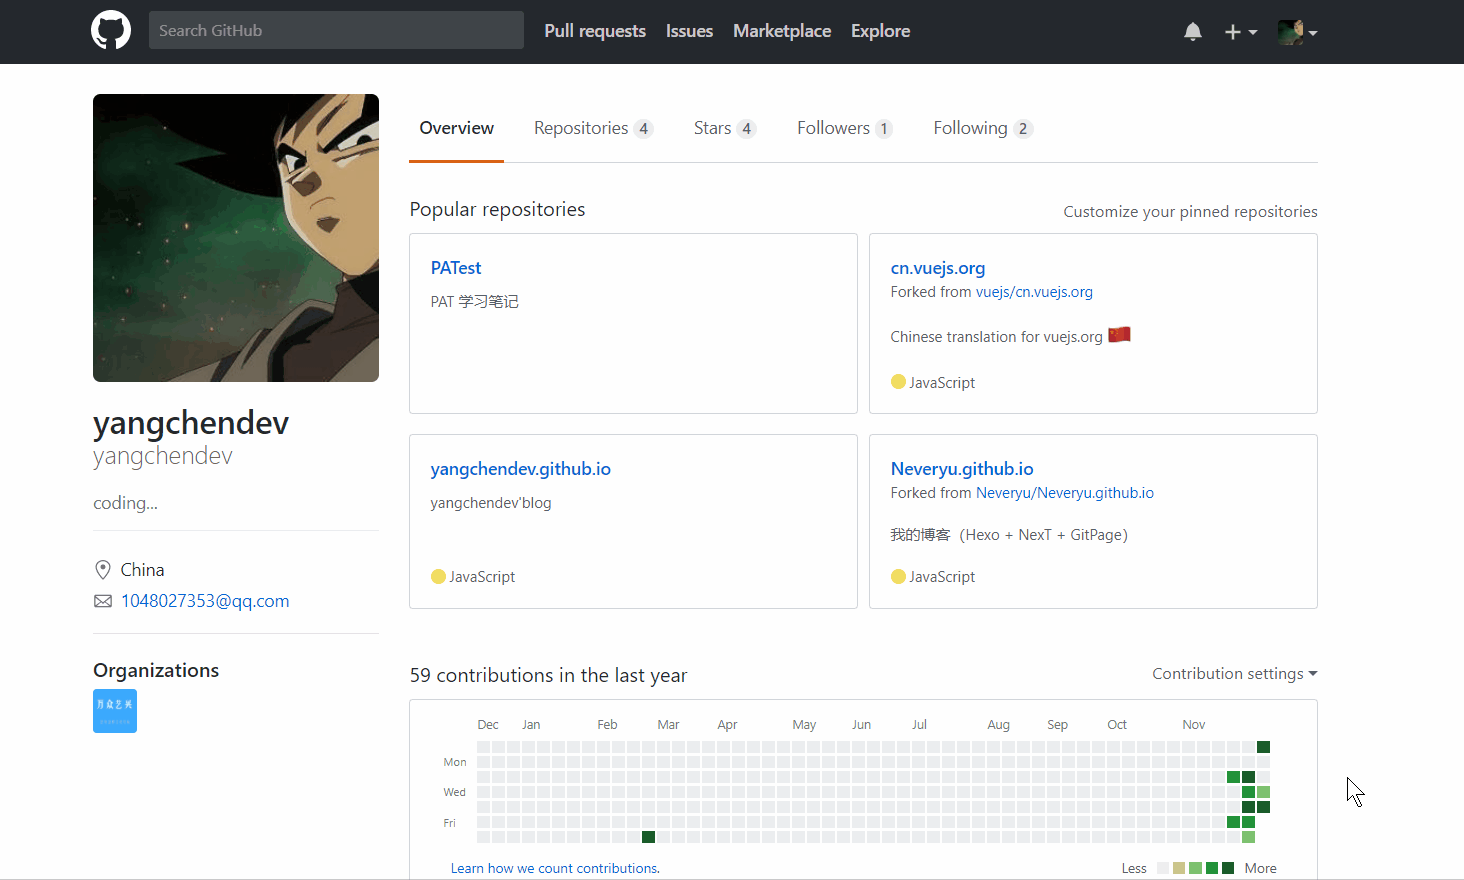 Search GitHub
Pull requests
Issues
Marketplace
Explore
Overview
Repositories 4
Stars 4
Followers 1
Following 2
yangchendev
yangchendev
coding...
China
1048027353@qq.com
Organizations
万众艺兴
Popular repositories
Customize your pinned repositories
PATest
PAT 学习笔记
cn.vuejs.org
Forked from vuejs/cn.vuejs.org
Chinese translation for vuejs.org 🇨🇳
JavaScript
yangchendev.github.io
yangchendev'blog
JavaScript
Neveryu.github.io
Forked from Neveryu/Neveryu.github.io
我的博客（Hexo + NexT + GitPage）
JavaScript
59 contributions in the last year
Contribution settings
Dec Jan Feb Mar Apr May Jun Jul Aug Sep Oct Nov
Mon
Wed
Fri
Learn how we count contributions.
Less More